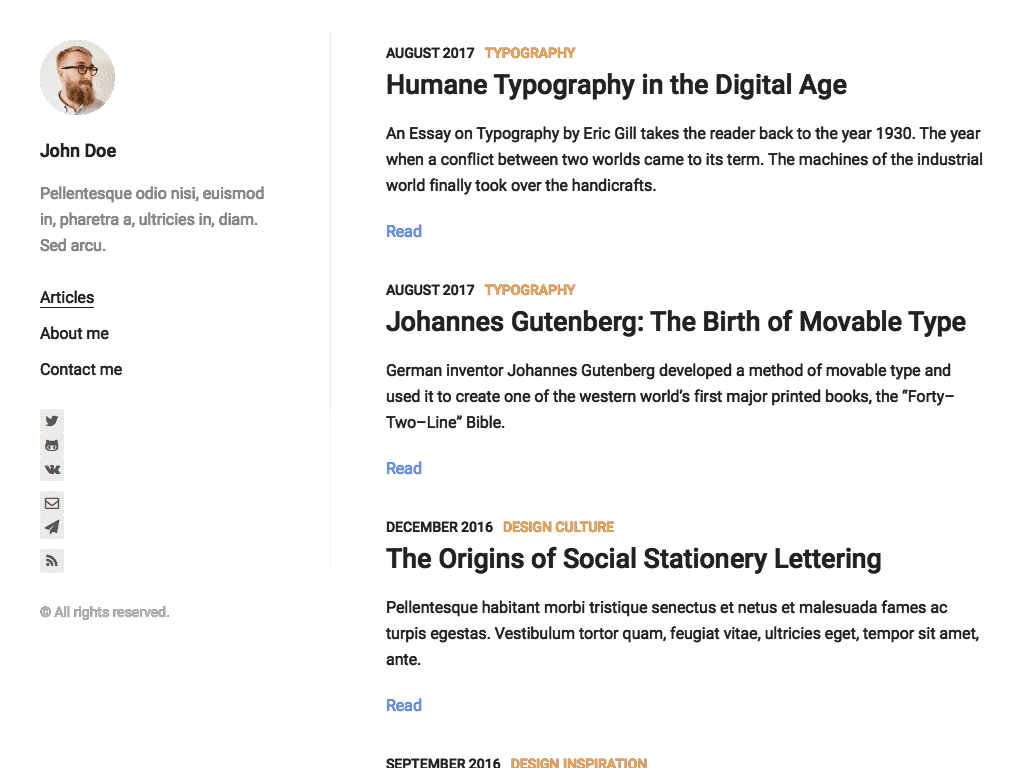 John Doe
Pellentesque odio nisi, euismod
in, pharetra a, ultricies in, diam.
Sed arcu.
Articles
About me
Contact me
© All rights reserved.
AUGUST 2017 TYPOGRAPHY
Humane Typography in the Digital Age
An Essay on Typography by Eric Gill takes the reader back to the year 1930. The year
when a conflict between two worlds came to its term. The machines of the industrial
world finally took over the handicrafts.
Read
AUGUST 2017 TYPOGRAPHY
Johannes Gutenberg: The Birth of Movable Type
German inventor Johannes Gutenberg developed a method of movable type and
used it to create one of the western world’s first major printed books, the “Forty–
Two–Line” Bible.
Read
DECEMBER 2016 DESIGN CULTURE
The Origins of Social Stationery Lettering
Pellentesque habitant morbi tristique senectus et netus et malesuada fames ac
turpis egestas. Vestibulum tortor quam, feugiat vitae, ultricies eget, tempor sit amet,
ante.
Read
SEPTEMBER 2016 DESIGN INSPIRATION